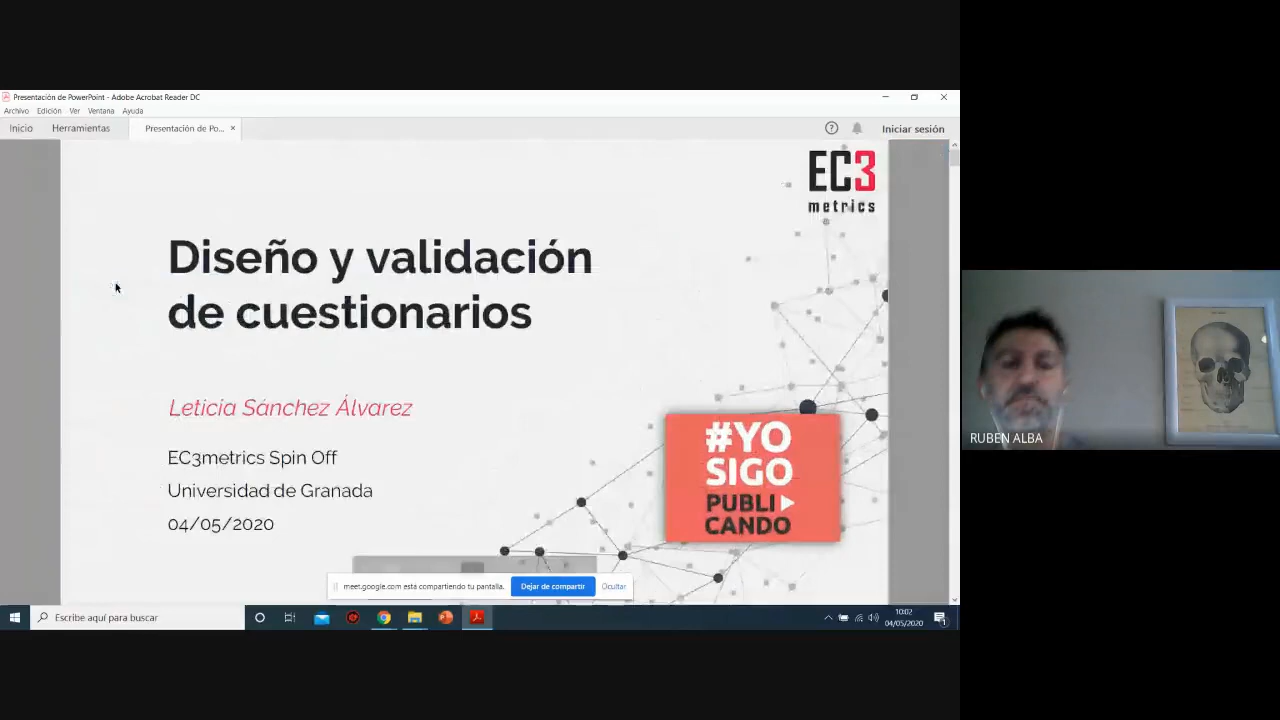 Presentación de PowerPoint - Adobe Acrobat Reader DC
Archivo Edición Ver Ventana Ayuda
Inicio Herramientas Presentación de Po... × Iniciar sesión
EC3
metrics
Diseño y validación
de cuestionarios
Leticia Sánchez Álvarez
EC3metrics Spin Off
Universidad de Granada
04/05/2020
#YO
SIGO
PUBLI
CANDO
meet.google.com está compartiendo tu pantalla. Dejar de compartir Ocultar
Escribe aquí para buscar
10:02
04/05/2020
RUBEN ALBA